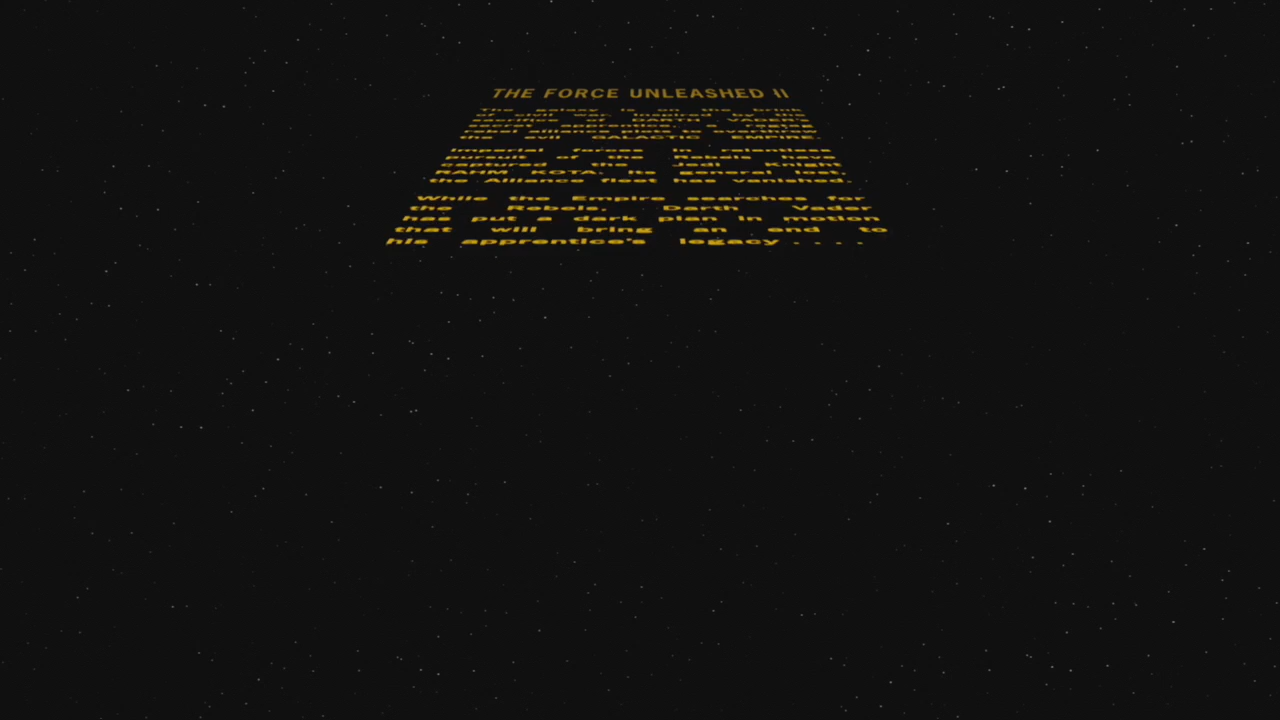 THE FORCE UNLEASHED II
The galaxy is on the brink
of civil war. Inspired by the
sacrifice of DARTH VADER'S
secret apprentice, a ragtag
rebel alliance plots to overthrow
the evil GALACTIC EMPIRE.
Imperial forces in relentless
pursuit of the Rebels have
captured the Jedi Knight
RAHM KOTA. Its general lost,
the Alliance fleet has vanished.
While the Empire searches for
the Rebels, Darth Vader
has put a dark plan in motion
that will bring an end to
his apprentice's legacy . . . .